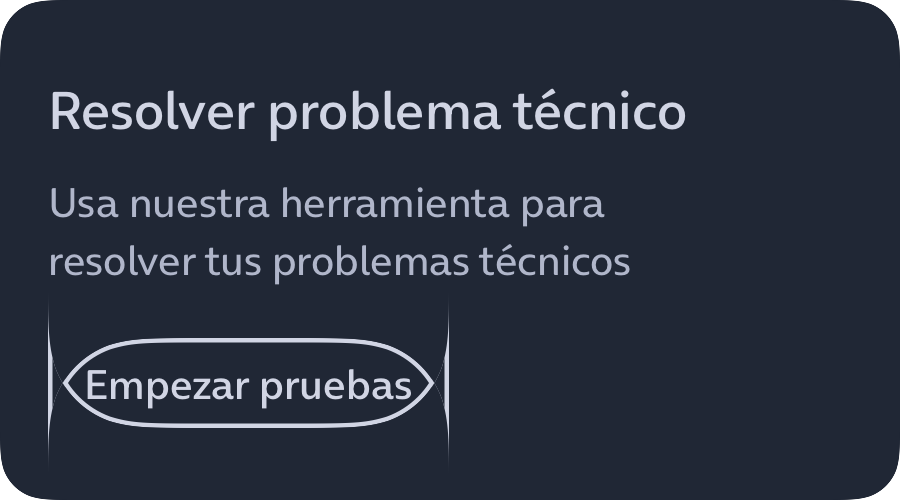 Resolver problema técnico
Usa nuestra herramienta para
resolver tus problemas técnicos
Empezar pruebas